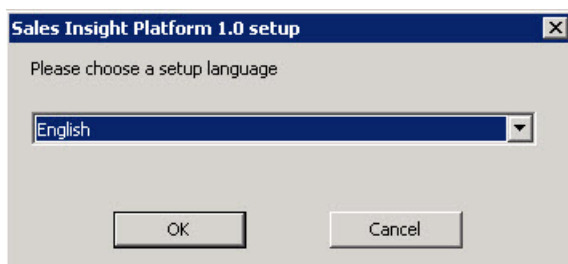 Sales Insight Platform 1.0 setup
Please choose a setup language
English
OK
Cancel